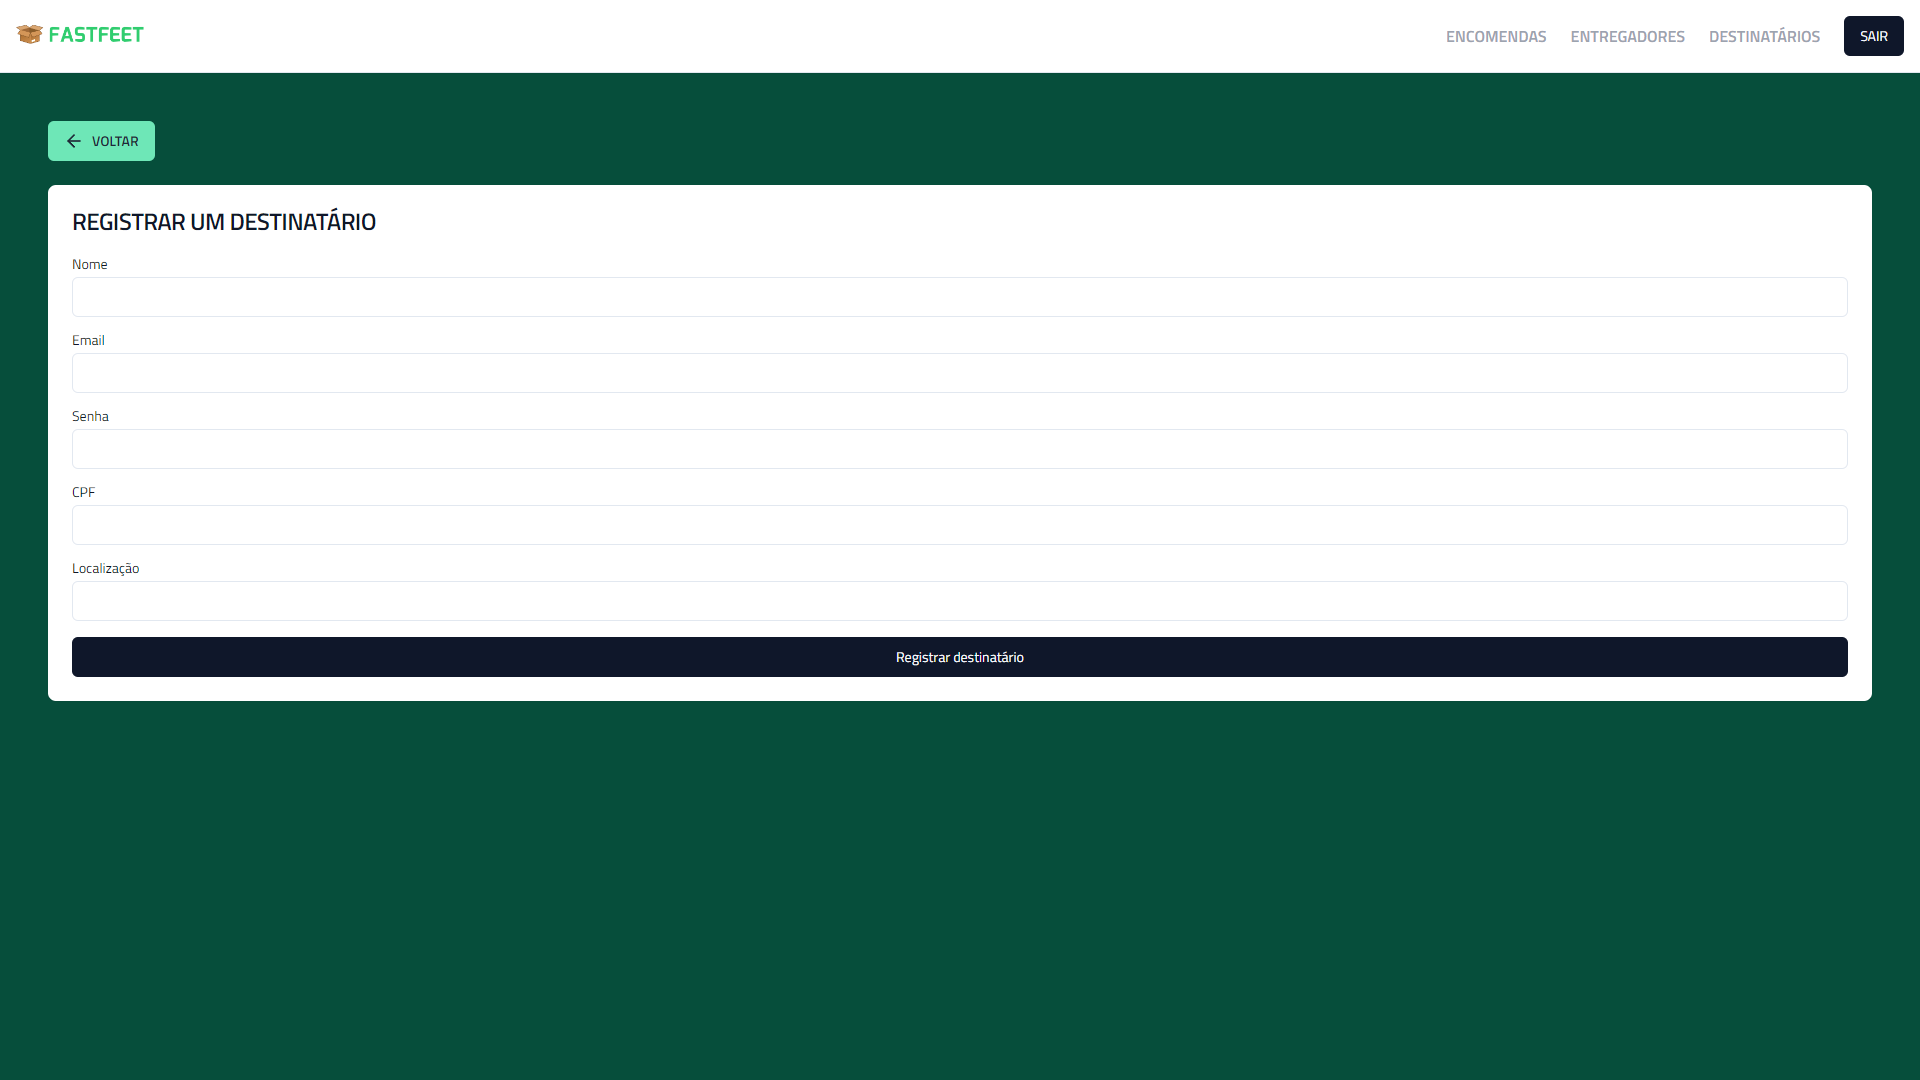 FASTFEET
ENCOMENDAS ENTREGADORES DESTINATÁRIOS SAIR
VOLTAR
REGISTRAR UM DESTINATÁRIO
Nome
Email
Senha
CPF
Localização
Registrar destinatário